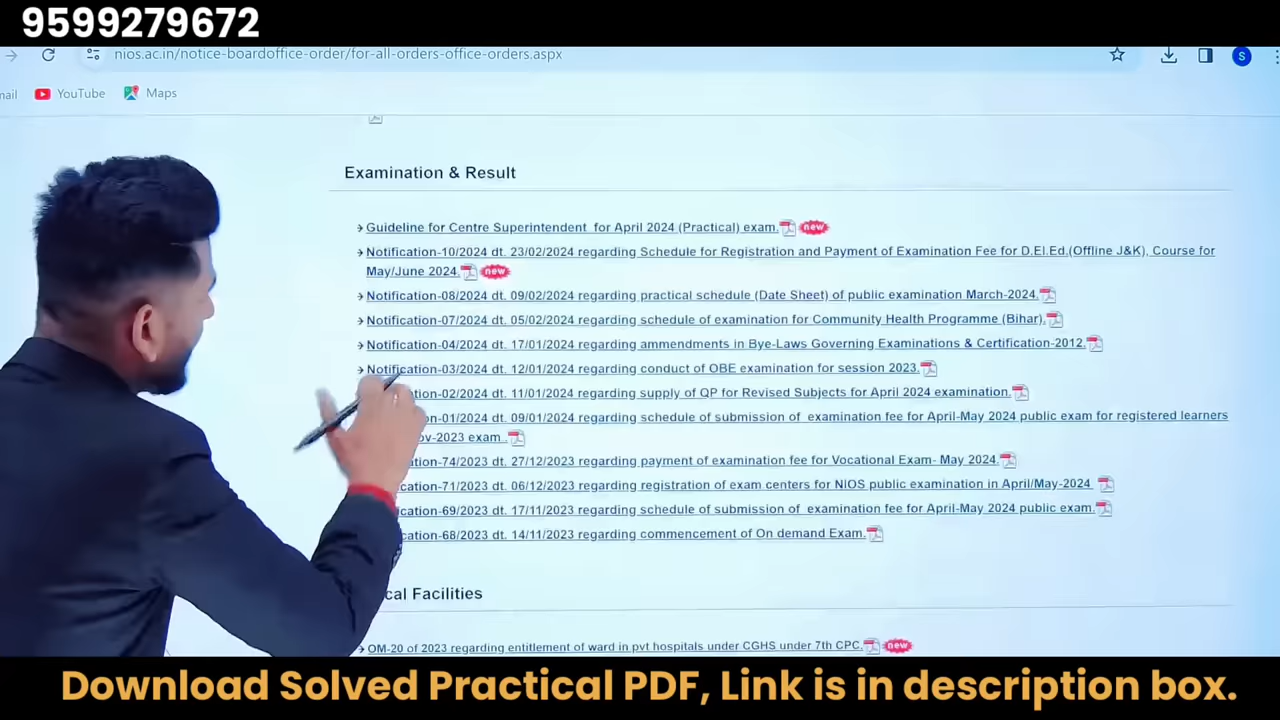 9599279672
nios.ac.in/notice-boardoffice-order/for-all-orders-office-orders.aspx
S
YouTube
Maps
Examination & Result
Guideline for Centre Superintendent for April 2024 (Practical) exam. new
Notification-10/2024 dt. 23/02/2024 regarding Schedule for Registration and Payment of Examination Fee for D.El.Ed.(Offline J&K), Course for
May/June 2024. new
Notification-08/2024 dt. 09/02/2024 regarding practical schedule (Date Sheet) of public examination March-2024.
Notification-07/2024 dt. 05/02/2024 regarding schedule of examination for Community Health Programme (Bihar).
Notification-04/2024 dt. 17/01/2024 regarding ammendments in Bye-Laws Governing Examinations & Certification-2012.
Notification-03/2024 dt. 12/01/2024 regarding conduct of OBE examination for session 2023.
tion-02/2024 dt. 11/01/2024 regarding supply of QP for Revised Subjects for April 2024 examination.
on-01/2024 dt. 09/01/2024 regarding schedule of submission of examination fee for April-May 2024 public exam for registered learners
ov-2023 exam .
ation-74/2023 dt. 27/12/2023 regarding payment of examination fee for Vocational Exam- May 2024.
cation-71/2023 dt. 06/12/2023 regarding registration of exam centers for NIOS public examination in April/May-2024
cation-69/2023 dt. 17/11/2023 regarding schedule of submission of examination fee for April-May 2024 public exam.
cation-68/2023 dt. 14/11/2023 regarding commencement of On demand Exam.
cal Facilities
OM-20 of 2023 regarding entitlement of ward in pvt hospitals under CGHS under 7th CPC. new
Download Solved Practical PDF, Link is in description box.